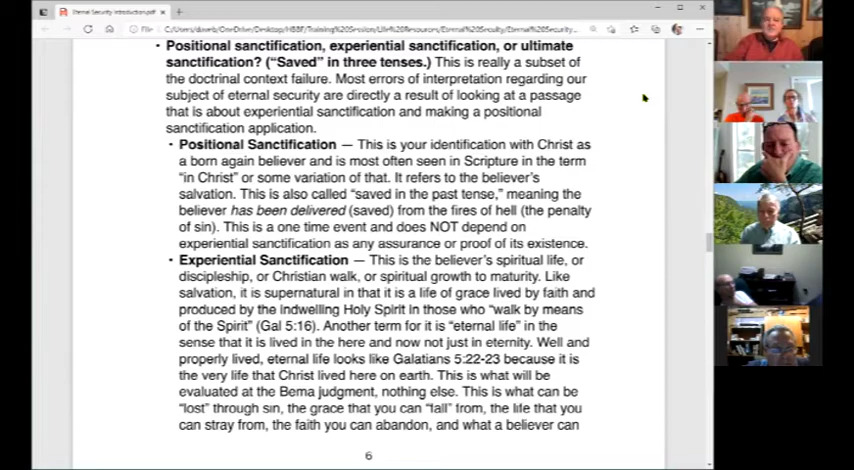 Eternal Security Introduction.pdf
• Positional sanctification, experiential sanctification, or ultimate
sanctification? (“Saved” in three tenses.) This is really a subset of
the doctrinal context failure. Most errors of interpretation regarding our
subject of eternal security are directly a result of looking at a passage
that is about experiential sanctification and making a positional
sanctification application.
• Positional Sanctification — This is your identification with Christ as
a born again believer and is most often seen in Scripture in the term
“in Christ” or some variation of that. It refers to the believer’s
salvation. This is also called “saved in the past tense,” meaning the
believer has been delivered (saved) from the fires of hell (the penalty
of sin). This is a one time event and does NOT depend on
experiential sanctification as any assurance or proof of its existence.
• Experiential Sanctification — This is the believer’s spiritual life, or
discipleship, or Christian walk, or spiritual growth to maturity. Like
salvation, it is supernatural in that it is a life of grace lived by faith and
produced by the indwelling Holy Spirit in those who “walk by means
of the Spirit” (Gal 5:16). Another term for it is “eternal life” in the
sense that it is lived in the here and now not just in eternity. Well and
properly lived, eternal life looks like Galatians 5:22-23 because it is
the very life that Christ lived here on earth. This is what will be
evaluated at the Bema judgment, nothing else. This is what can be
“lost” through sin, the grace that you can “fall” from, the life that you
can stray from, the faith you can abandon, and what a believer can
6